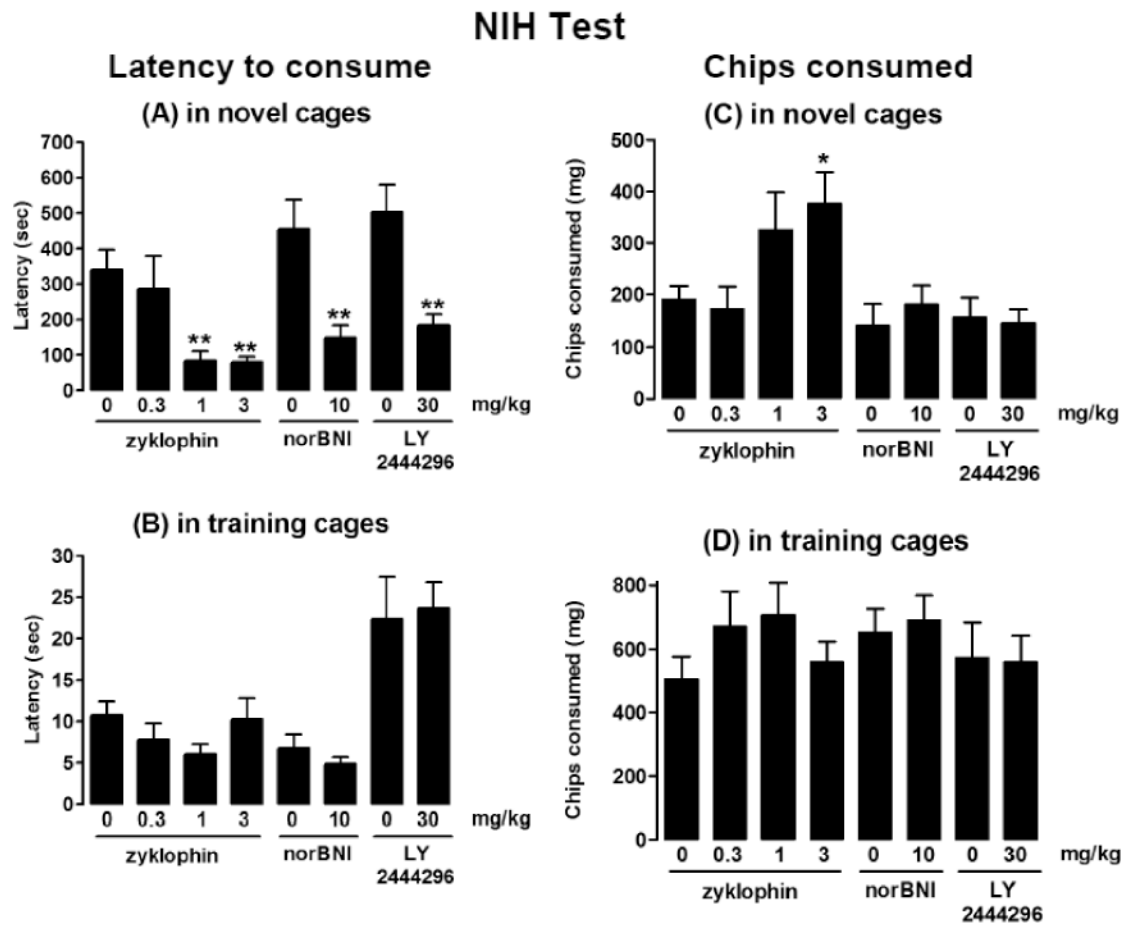 NIH Test
Latency to consume
Chips consumed
(A) in novel cages
Latency (sec)
700
600
500
400
300
200
100
0
**
**
**
**
0 0.3 1 3 0 10 0 30 mg/kg
zyklophin norBNI LY
2444296
(C) in novel cages
Chips consumed (mg)
500
400
300
200
100
0
*
0 0.3 1 3 0 10 0 30 mg/kg
zyklophin norBNI LY
2444296
(B) in training cages
Latency (sec)
30
25
20
15
10
5
0
0 0.3 1 3 0 10 0 30 mg/kg
zyklophin norBNI LY
2444296
(D) in training cages
Chips consumed (mg)
800
600
400
200
0
0 0.3 1 3 0 10 0 30 mg/kg
zyklophin norBNI LY
2444296